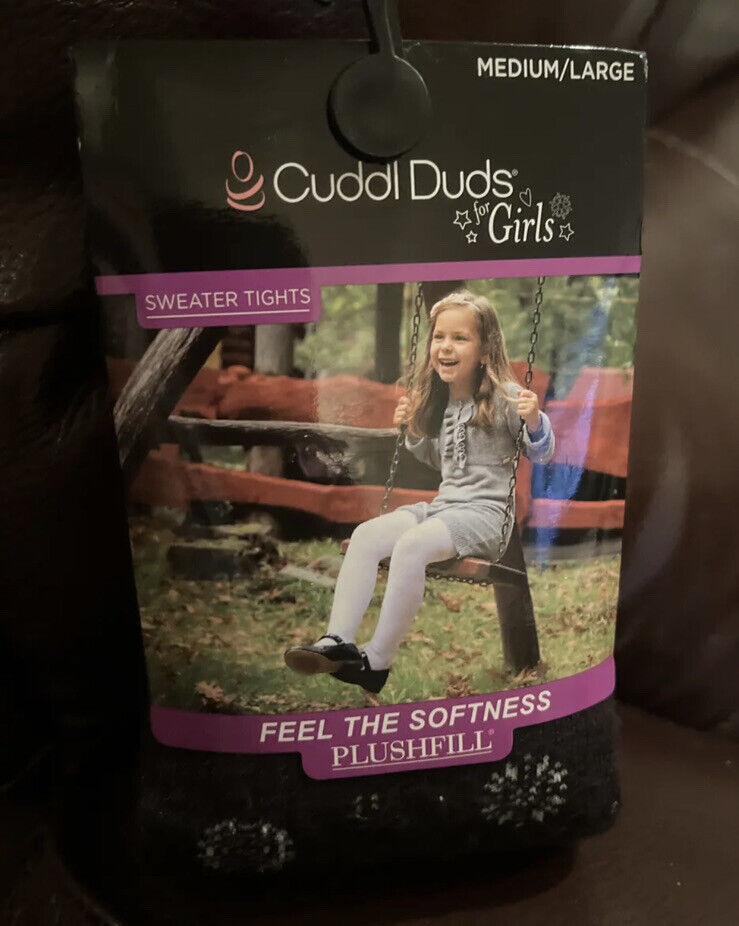 MEDIUM/LARGE
Cuddl Duds®
for Girls
SWEATER TIGHTS
FEEL THE SOFTNESS
PLUSHFILL®